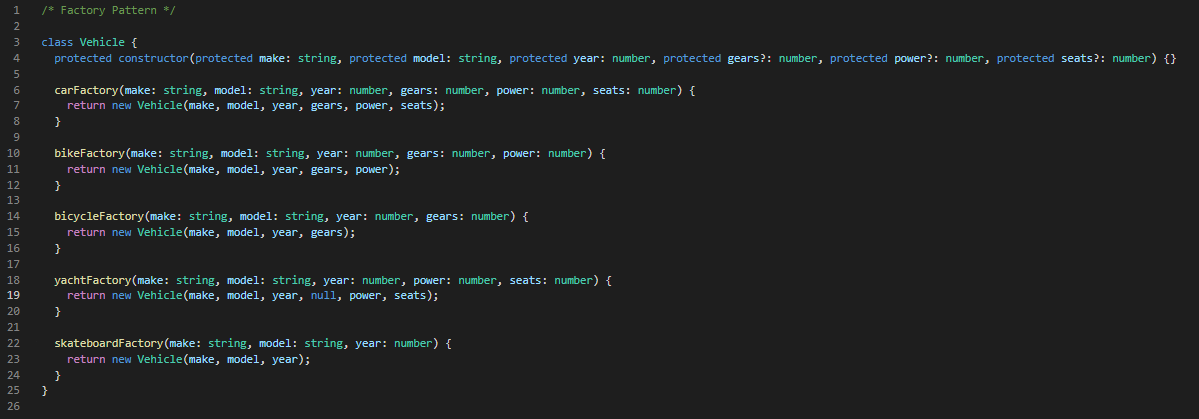 1 /* Factory Pattern */
2
3 class Vehicle {
4 protected constructor(protected make: string, protected model: string, protected year: number, protected gears?: number, protected power?: number, protected seats?: number) {}
5
6 carFactory(make: string, model: string, year: number, gears: number, power: number, seats: number) {
7 return new Vehicle(make, model, year, gears, power, seats);
8 }
9
10 bikeFactory(make: string, model: string, year: number, gears: number, power: number) {
11 return new Vehicle(make, model, year, gears, power);
12 }
13
14 bicycleFactory(make: string, model: string, year: number, gears: number) {
15 return new Vehicle(make, model, year, gears);
16 }
17
18 yachtFactory(make: string, model: string, year: number, power: number, seats: number) {
19 return new Vehicle(make, model, year, null, power, seats);
20 }
21
22 skateboardFactory(make: string, model: string, year: number) {
23 return new Vehicle(make, model, year);
24 }
25 }
26